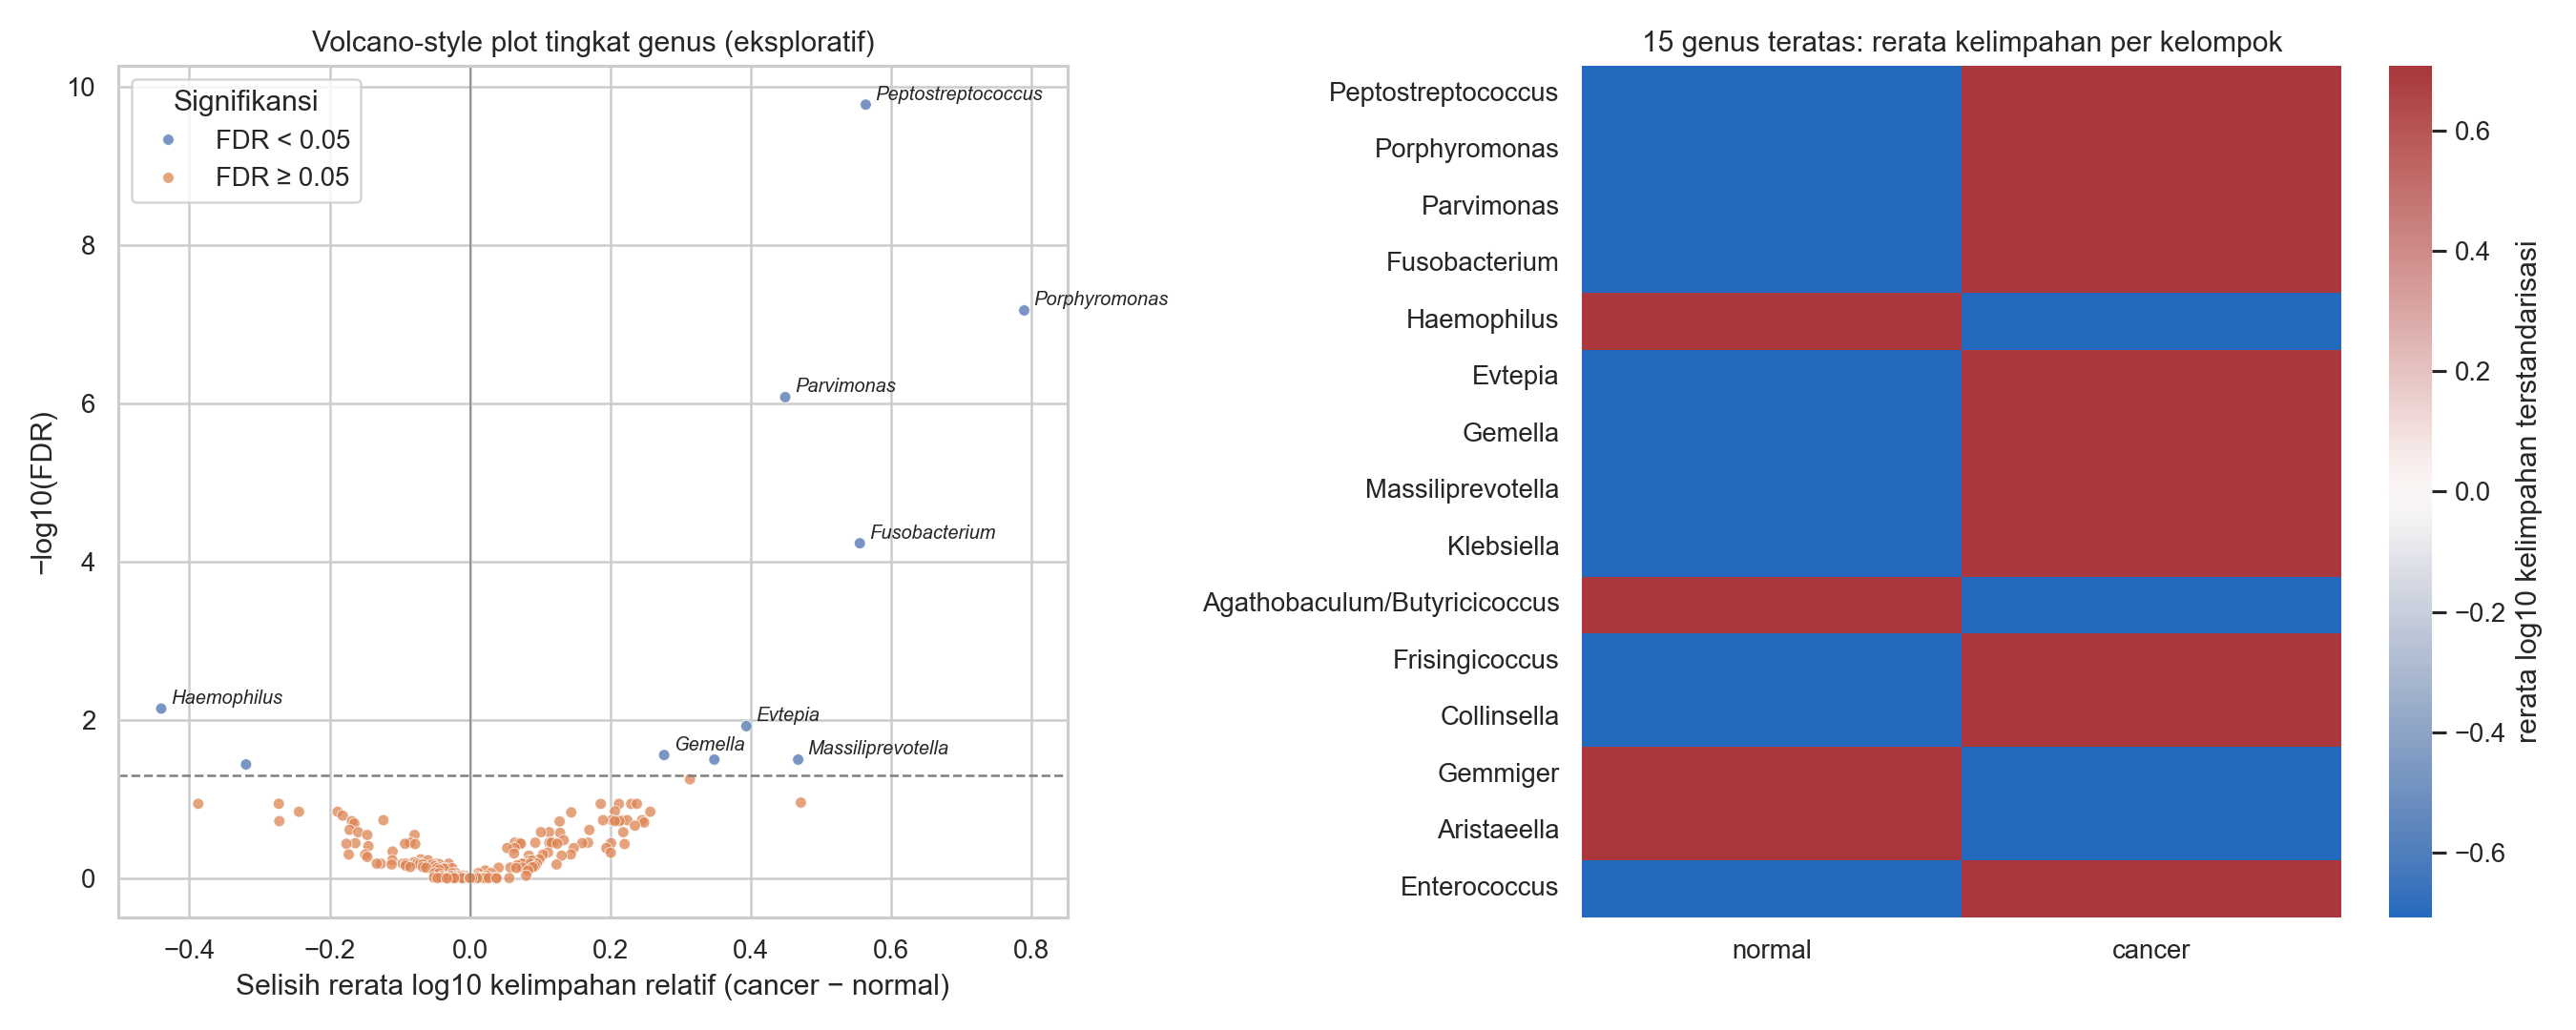 Volcano-style plot tingkat genus (eksploratif)
Signifikansi
FDR < 0.05
FDR ≥ 0.05
Peptostreptococcus
Porphyromonas
Parvimonas
Fusobacterium
Haemophilus
Evtepia
Gemella
Massiliprevotella
10
8
6
4
2
0
−log10(FDR)
−0.4
−0.2
0.0
0.2
0.4
0.6
0.8
Selisih rerata log10 kelimpahan relatif (cancer − normal)
15 genus teratas: rerata kelimpahan per kelompok
Peptostreptococcus
Porphyromonas
Parvimonas
Fusobacterium
Haemophilus
Evtepia
Gemella
Massiliprevotella
Klebsiella
Agathobaculum/Butyricicoccus
Frisingicoccus
Collinsella
Gemmiger
Aristaeella
Enterococcus
normal
cancer
0.6
0.4
0.2
0.0
−0.2
−0.4
−0.6
rerata log10 kelimpahan terstandarisasi